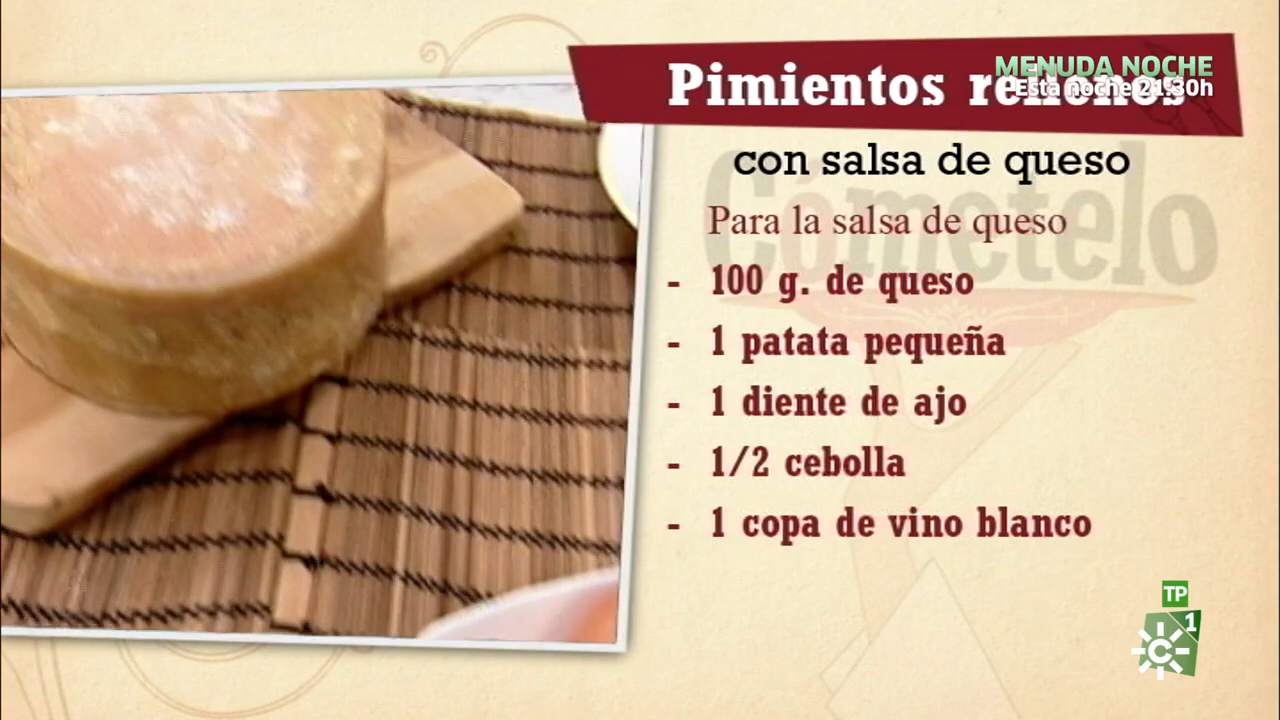 MENUDA NOCHE
Esta noche 21:30h
Pimientos rellenos
con salsa de queso
Cómetelo
Para la salsa de queso
- 100 g. de queso
- 1 patata pequeña
- 1 diente de ajo
- 1/2 cebolla
- 1 copa de vino blanco
TP
1